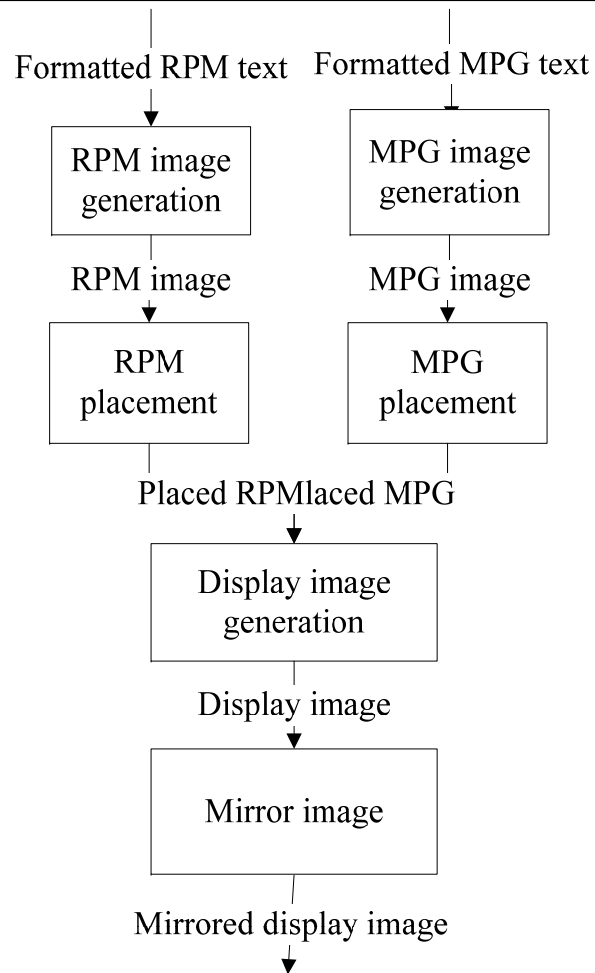 Formatted RPM text
Formatted MPG text
RPM image
generation
MPG image
generation
RPM image
MPG image
RPM
placement
MPG
placement
Placed RPMlaced MPG
Display image
generation
Display image
Mirror image
Mirrored display image